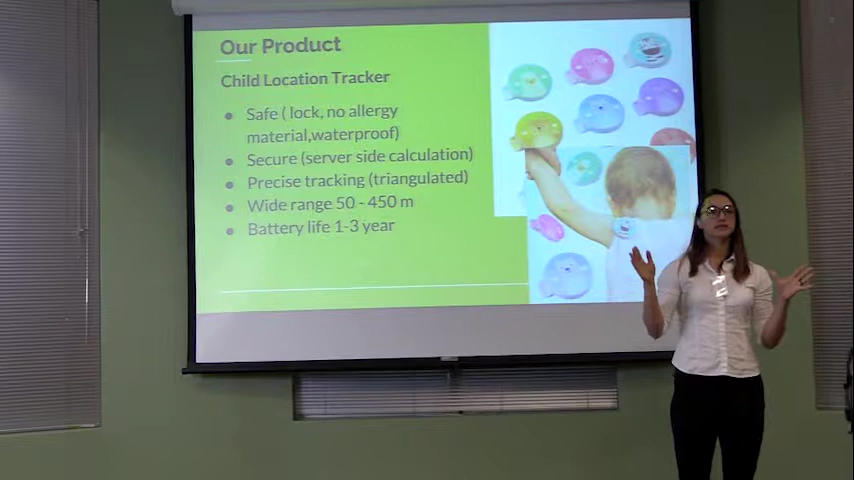 Our Product
Child Location Tracker
Safe ( lock, no allergy
material,waterproof)
Secure (server side calculation)
Precise tracking (triangulated)
Wide range 50 - 450 m
Battery life 1-3 year